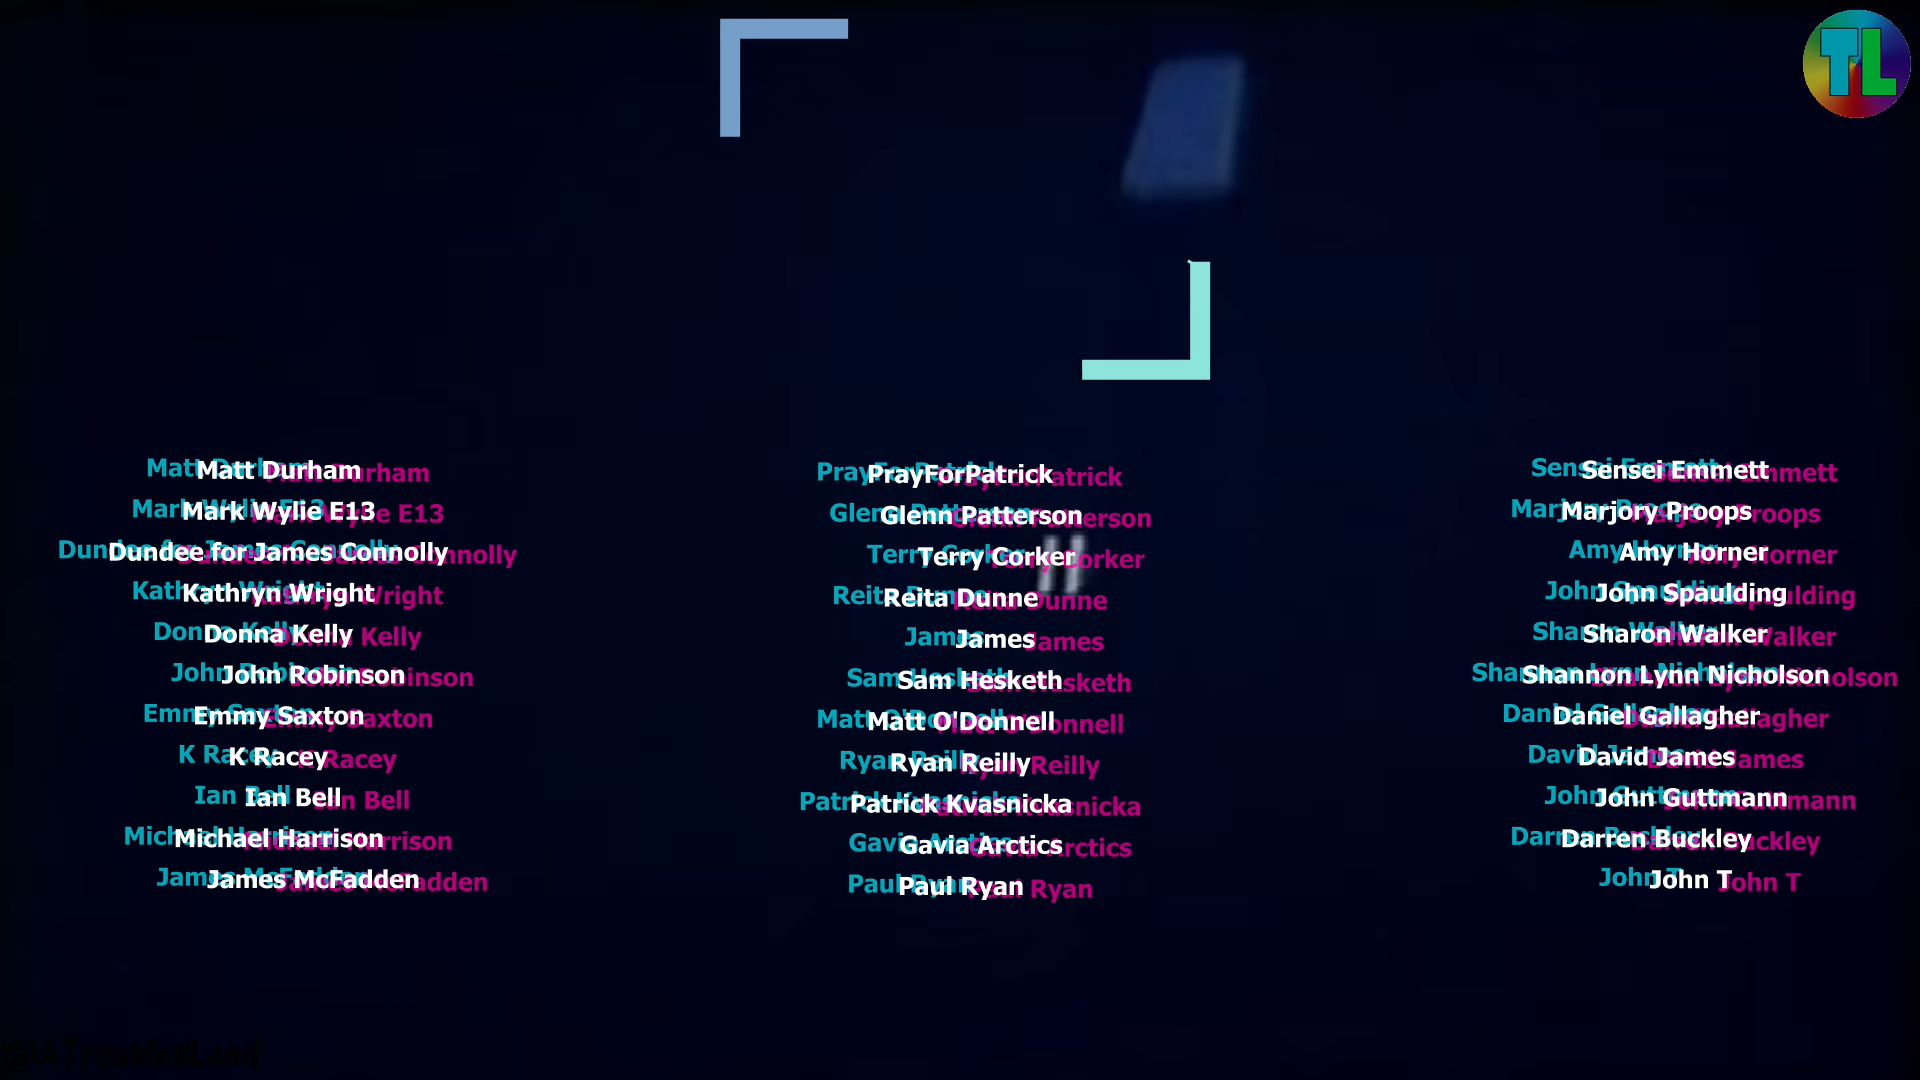 TL
Matt Durham
Mark Wylie E13
Dundee for James Connolly
Kathryn Wright
Donna Kelly
John Robinson
Emmy Saxton
K Racey
Ian Bell
Michael Harrison
James McFadden
PrayForPatrick
Glenn Patterson
Terry Corker
Reita Dunne
James
Sam Hesketh
Matt O'Donnell
Ryan Reilly
Patrick Kvasnicka
Gavia Arctics
Paul Ryan
Sensei Emmett
Marjory Proops
Amy Horner
John Spaulding
Sharon Walker
Shannon Lynn Nicholson
Daniel Gallagher
David James
John Guttmann
Darren Buckley
John T
@ATroublesLand